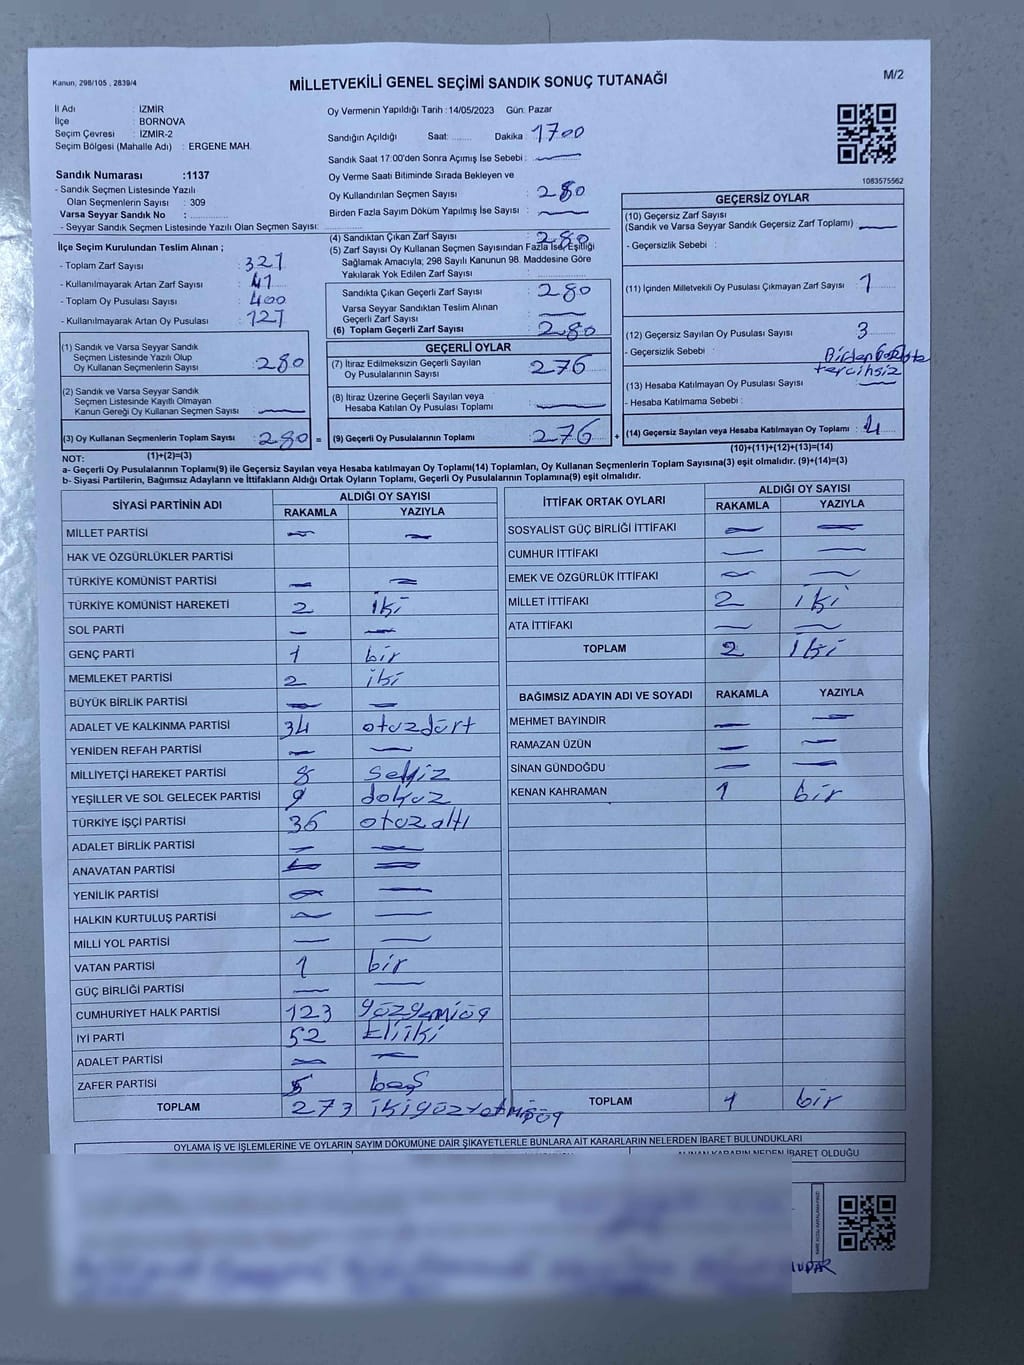 Kanun, 298/105 , 2839/4
M/2
MİLLETVEKİLİ GENEL SEÇİMİ SANDIK SONUÇ TUTANAĞI
İl Adı : İZMİR
İlçe : BORNOVA
Seçim Çevresi : İZMİR-2
Seçim Bölgesi (Mahalle Adı) : ERGENE MAH.
Sandık Numarası :1137
- Sandık Seçmen Listesinde Yazılı
Olan Seçmenlerin Sayısı : 309
Varsa Seyyar Sandık No :
- Seyyar Sandık Seçmen Listesinde Yazılı Olan Seçmen Sayısı:
Oy Vermenin Yapıldığı Tarih : 14/05/2023 Gün: Pazar
Sandığın Açıldığı Saat: Dakika 1700
Sandık Saat 17:00'den Sonra Açımış İse Sebebi :
Oy Verme Saati Bitiminde Sırada Bekleyen ve
Oy Kullandırılan Seçmen Sayısı : 280
Birden Fazla Sayım Döküm Yapılmış İse Sayısı :
1083575562
İlçe Seçim Kurulundan Teslim Alınan ;
- Toplam Zarf Sayısı : 321
- Kullanılmayarak Artan Zarf Sayısı : 41
- Toplam Oy Pusulası Sayısı : 400
- Kullanılmayarak Artan Oy Pusulası : 127
(4) Sandıktan Çıkan Zarf Sayısı : 280
(5) Zarf Sayısı Oy Kullanan Seçmen Sayısından Fazla İse, Eşitliği
Sağlamak Amacıyla; 298 Sayılı Kanunun 98. Maddesine Göre
Yakılarak Yok Edilen Zarf Sayısı :
Sandıkta Çıkan Geçerli Zarf Sayısı : 280
Varsa Seyyar Sandıktan Teslim Alınan
Geçerli Zarf Sayısı :
(6) Toplam Geçerli Zarf Sayısı : 280
GEÇERSİZ OYLAR
(10) Geçersiz Zarf Sayısı
(Sandık ve Varsa Seyyar Sandık Geçersiz Zarf Toplamı) :
- Geçersizlik Sebebi :
(11) İçinden Milletvekili Oy Pusulası Çıkmayan Zarf Sayısı : 1
(12) Geçersiz Sayılan Oy Pusulası Sayısı : 3
- Geçersizlik Sebebi : Birden fazla
tercihsiz
(13) Hesaba Katılmayan Oy Pusulası Sayısı :
- Hesaba Katılmama Sebebi :
(14) Geçersiz Sayılan veya Hesaba Katılmayan Oy Toplamı : 4
(10)+(11)+(12)+(13)=(14)
(1) Sandık ve Varsa Seyyar Sandık
Seçmen Listesinde Yazılı Olup
Oy Kullanan Seçmenlerin Sayısı : 280
(2) Sandık ve Varsa Seyyar Sandık
Seçmen Listesinde Kayıtlı Olmayan
Kanun Gereği Oy Kullanan Seçmen Sayısı :
(3) Oy Kullanan Seçmenlerin Toplam Sayısı : 280 =
(1)+(2)=(3)
GEÇERLİ OYLAR
(7) İtiraz Edilmeksizin Geçerli Sayılan
Oy Pusulalarının Sayısı : 276
(8) İtiraz Üzerine Geçerli Sayılan veya
Hesaba Katılan Oy Pusulası Toplamı :
(9) Geçerli Oy Pusulalarının Toplamı : 276 +
NOT:
a- Geçerli Oy Pusulalarının Toplamı(9) ile Geçersiz Sayılan veya Hesaba katılmayan Oy Toplamı(14) Toplamları, Oy Kullanan Seçmenlerin Toplam Sayısına(3) eşit olmalıdır. (9)+(14)=(3)
b- Siyasi Partilerin, Bağımsız Adayların ve İttifakların Aldığı Ortak Oyların Toplamı, Geçerli Oy Pusulalarının Toplamına(9) eşit olmalıdır.
SİYASİ PARTİNİN ADI ALDIĞI OY SAYISI
RAKAMLA YAZIYLA
MİLLET PARTİSİ
HAK VE ÖZGÜRLÜKLER PARTİSİ
TÜRKİYE KOMÜNİST PARTİSİ
TÜRKİYE KOMÜNİST HAREKETİ 2 iki
SOL PARTİ
GENÇ PARTİ 1 bir
MEMLEKET PARTİSİ 2 iki
BÜYÜK BİRLİK PARTİSİ
ADALET VE KALKINMA PARTİSİ 34 otuzdört
YENİDEN REFAH PARTİSİ
MİLLİYETÇİ HAREKET PARTİSİ 8 sekiz
YEŞİLLER VE SOL GELECEK PARTİSİ 9 dokuz
TÜRKİYE İŞÇİ PARTİSİ 36 otuzaltı
ADALET BİRLİK PARTİSİ
ANAVATAN PARTİSİ
YENİLİK PARTİSİ
HALKIN KURTULUŞ PARTİSİ
MİLLİ YOL PARTİSİ
VATAN PARTİSİ 1 bir
GÜÇ BİRLİĞİ PARTİSİ
CUMHURİYET HALK PARTİSİ 123
İYİ PARTİ 52 Elliiki
ADALET PARTİSİ
ZAFER PARTİSİ 5 beş
TOPLAM 273
İTTİFAK ORTAK OYLARI ALDIĞI OY SAYISI
RAKAMLA YAZIYLA
SOSYALİST GÜÇ BİRLİĞİ İTTİFAKI
CUMHUR İTTİFAKI
EMEK VE ÖZGÜRLÜK İTTİFAKI
MİLLET İTTİFAKI 2 iki
ATA İTTİFAKI
TOPLAM 2 iki
BAĞIMSIZ ADAYIN ADI VE SOYADI RAKAMLA YAZIYLA
MEHMET BAYINDIR
RAMAZAN ÜZÜN
SİNAN GÜNDOĞDU
KENAN KAHRAMAN 1 bir
TOPLAM 1 bir
OYLAMA İŞ VE İŞLEMLERİNE VE OYLARIN SAYIM DÖKÜMÜNE DAİR ŞİKAYETLERLE BUNLARA AİT KARARLARIN NELERDEN İBARET BULUNDUKLARI
ALINAN KARARIN NEDEN İBARET OLDUĞU